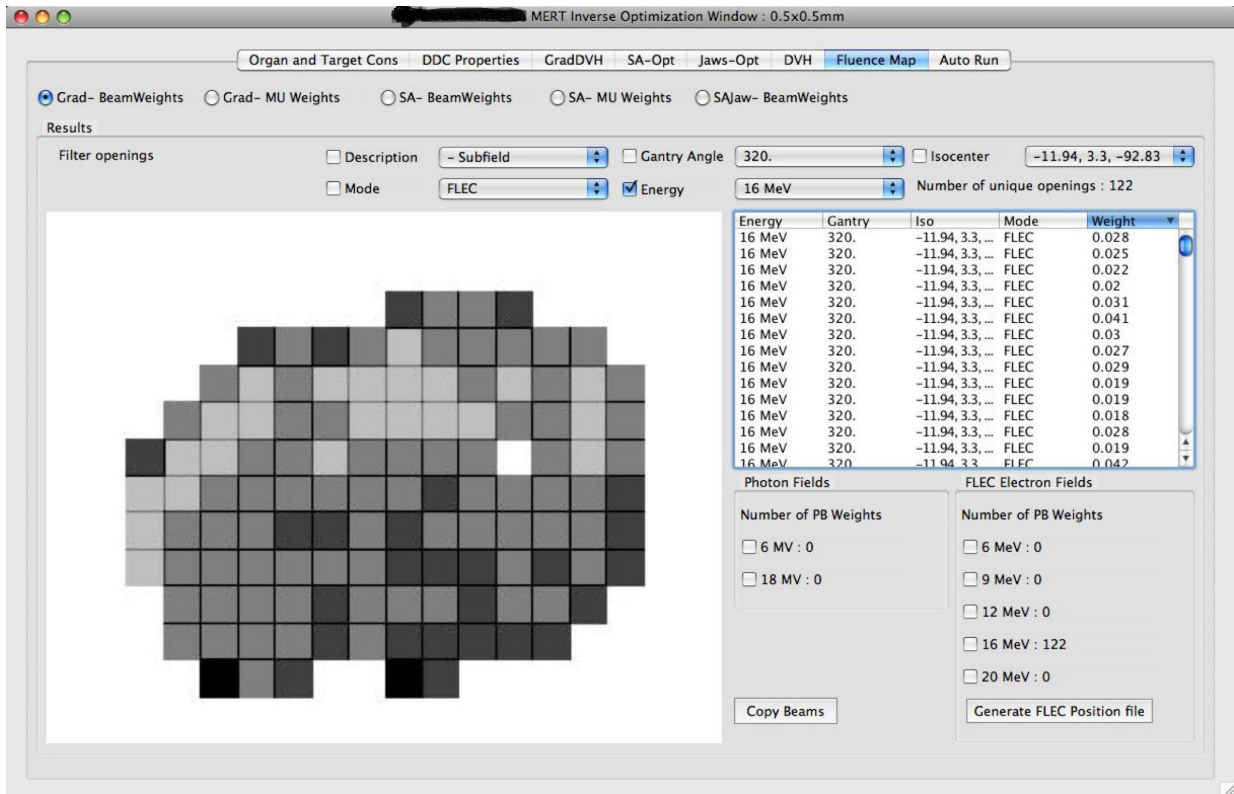 MERT Inverse Optimization Window : 0.5x0.5mm
Organ and Target Cons DDC Properties GradDVH SA-Opt Jaws-Opt DVH Fluence Map Auto Run
Grad- BeamWeights Grad- MU Weights SA- BeamWeights SA- MU Weights SAJaw- BeamWeights
Results
Filter openings Description - Subfield Gantry Angle 320. Isocenter -11.94, 3.3, -92.83
Mode FLEC Energy 16 MeV Number of unique openings : 122
Energy Gantry Iso Mode Weight
16 MeV 320. -11.94, 3.3, ... FLEC 0.028
16 MeV 320. -11.94, 3.3, ... FLEC 0.025
16 MeV 320. -11.94, 3.3, ... FLEC 0.022
16 MeV 320. -11.94, 3.3, ... FLEC 0.02
16 MeV 320. -11.94, 3.3, ... FLEC 0.031
16 MeV 320. -11.94, 3.3, ... FLEC 0.041
16 MeV 320. -11.94, 3.3, ... FLEC 0.03
16 MeV 320. -11.94, 3.3, ... FLEC 0.027
16 MeV 320. -11.94, 3.3, ... FLEC 0.029
16 MeV 320. -11.94, 3.3, ... FLEC 0.019
16 MeV 320. -11.94, 3.3, ... FLEC 0.019
16 MeV 320. -11.94, 3.3, ... FLEC 0.018
16 MeV 320. -11.94, 3.3, ... FLEC 0.028
16 MeV 320. -11.94, 3.3, ... FLEC 0.019
16 MeV 320. -11.94, 3.3, FLEC 0.042
Photon Fields FLEC Electron Fields
Number of PB Weights Number of PB Weights
6 MV : 0 6 MeV : 0
18 MV : 0 9 MeV : 0
12 MeV : 0
16 MeV : 122
20 MeV : 0
Copy Beams Generate FLEC Position file